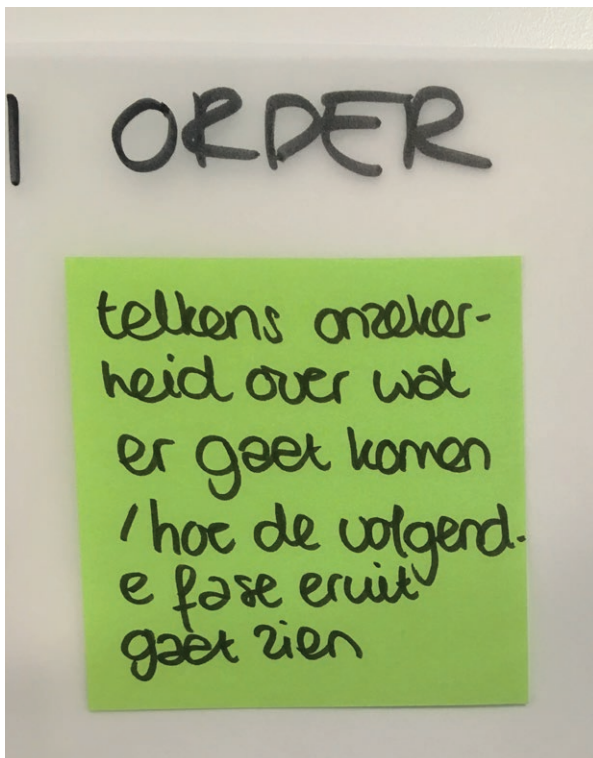 ORDER
telkens onzeker-
heid over wat
er gaat komen
/ hoe de volgend-
e fase eruit
gaat zien